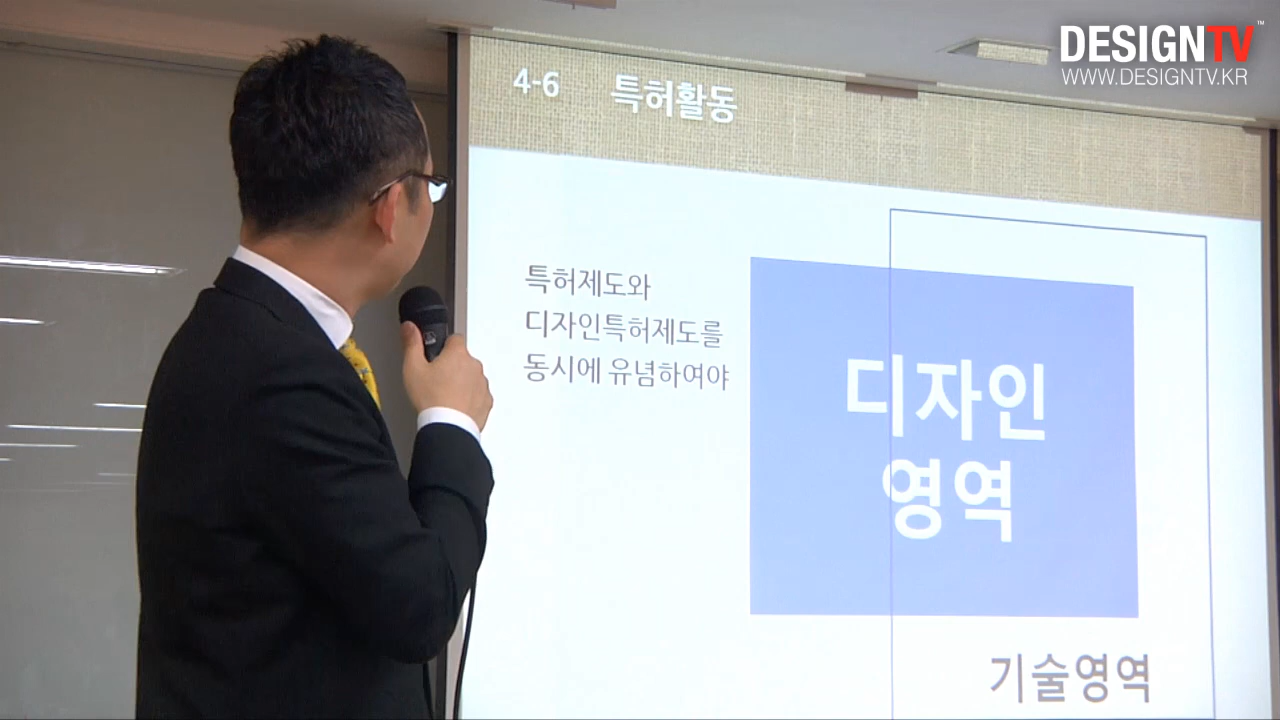 DESIGNTV™
WWW.DESIGNTV.KR
4-6 특허활동
특허제도와
디자인특허제도를
동시에 유념하여야
디자인
영역
기술영역